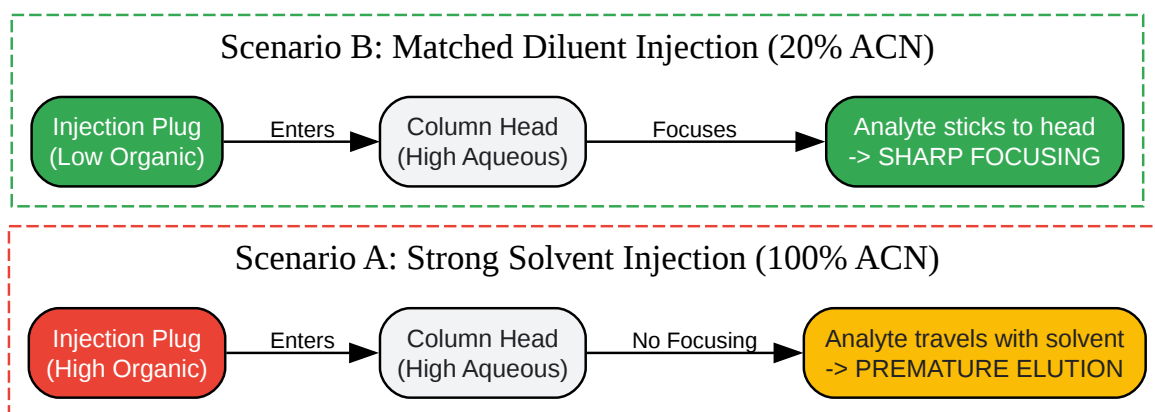 Scenario B: Matched Diluent Injection (20% ACN)
Injection Plug
(Low Organic)
Enters
Column Head
(High Aqueous)
Focuses
Analyte sticks to head
-> SHARP FOCUSING
Scenario A: Strong Solvent Injection (100% ACN)
Injection Plug
(High Organic)
Enters
Column Head
(High Aqueous)
No Focusing
Analyte travels with solvent
-> PREMATURE ELUTION